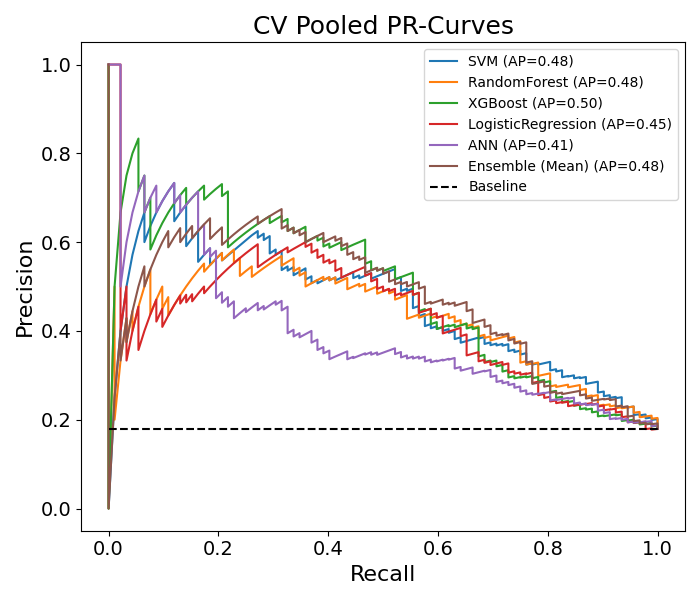 CV Pooled PR-Curves
SVM (AP=0.48)
RandomForest (AP=0.48)
XGBoost (AP=0.50)
LogisticRegression (AP=0.45)
ANN (AP=0.41)
Ensemble (Mean) (AP=0.48)
Baseline
Precision
1.0
0.8
0.6
0.4
0.2
0.0
0.0 0.2 0.4 0.6 0.8 1.0
Recall